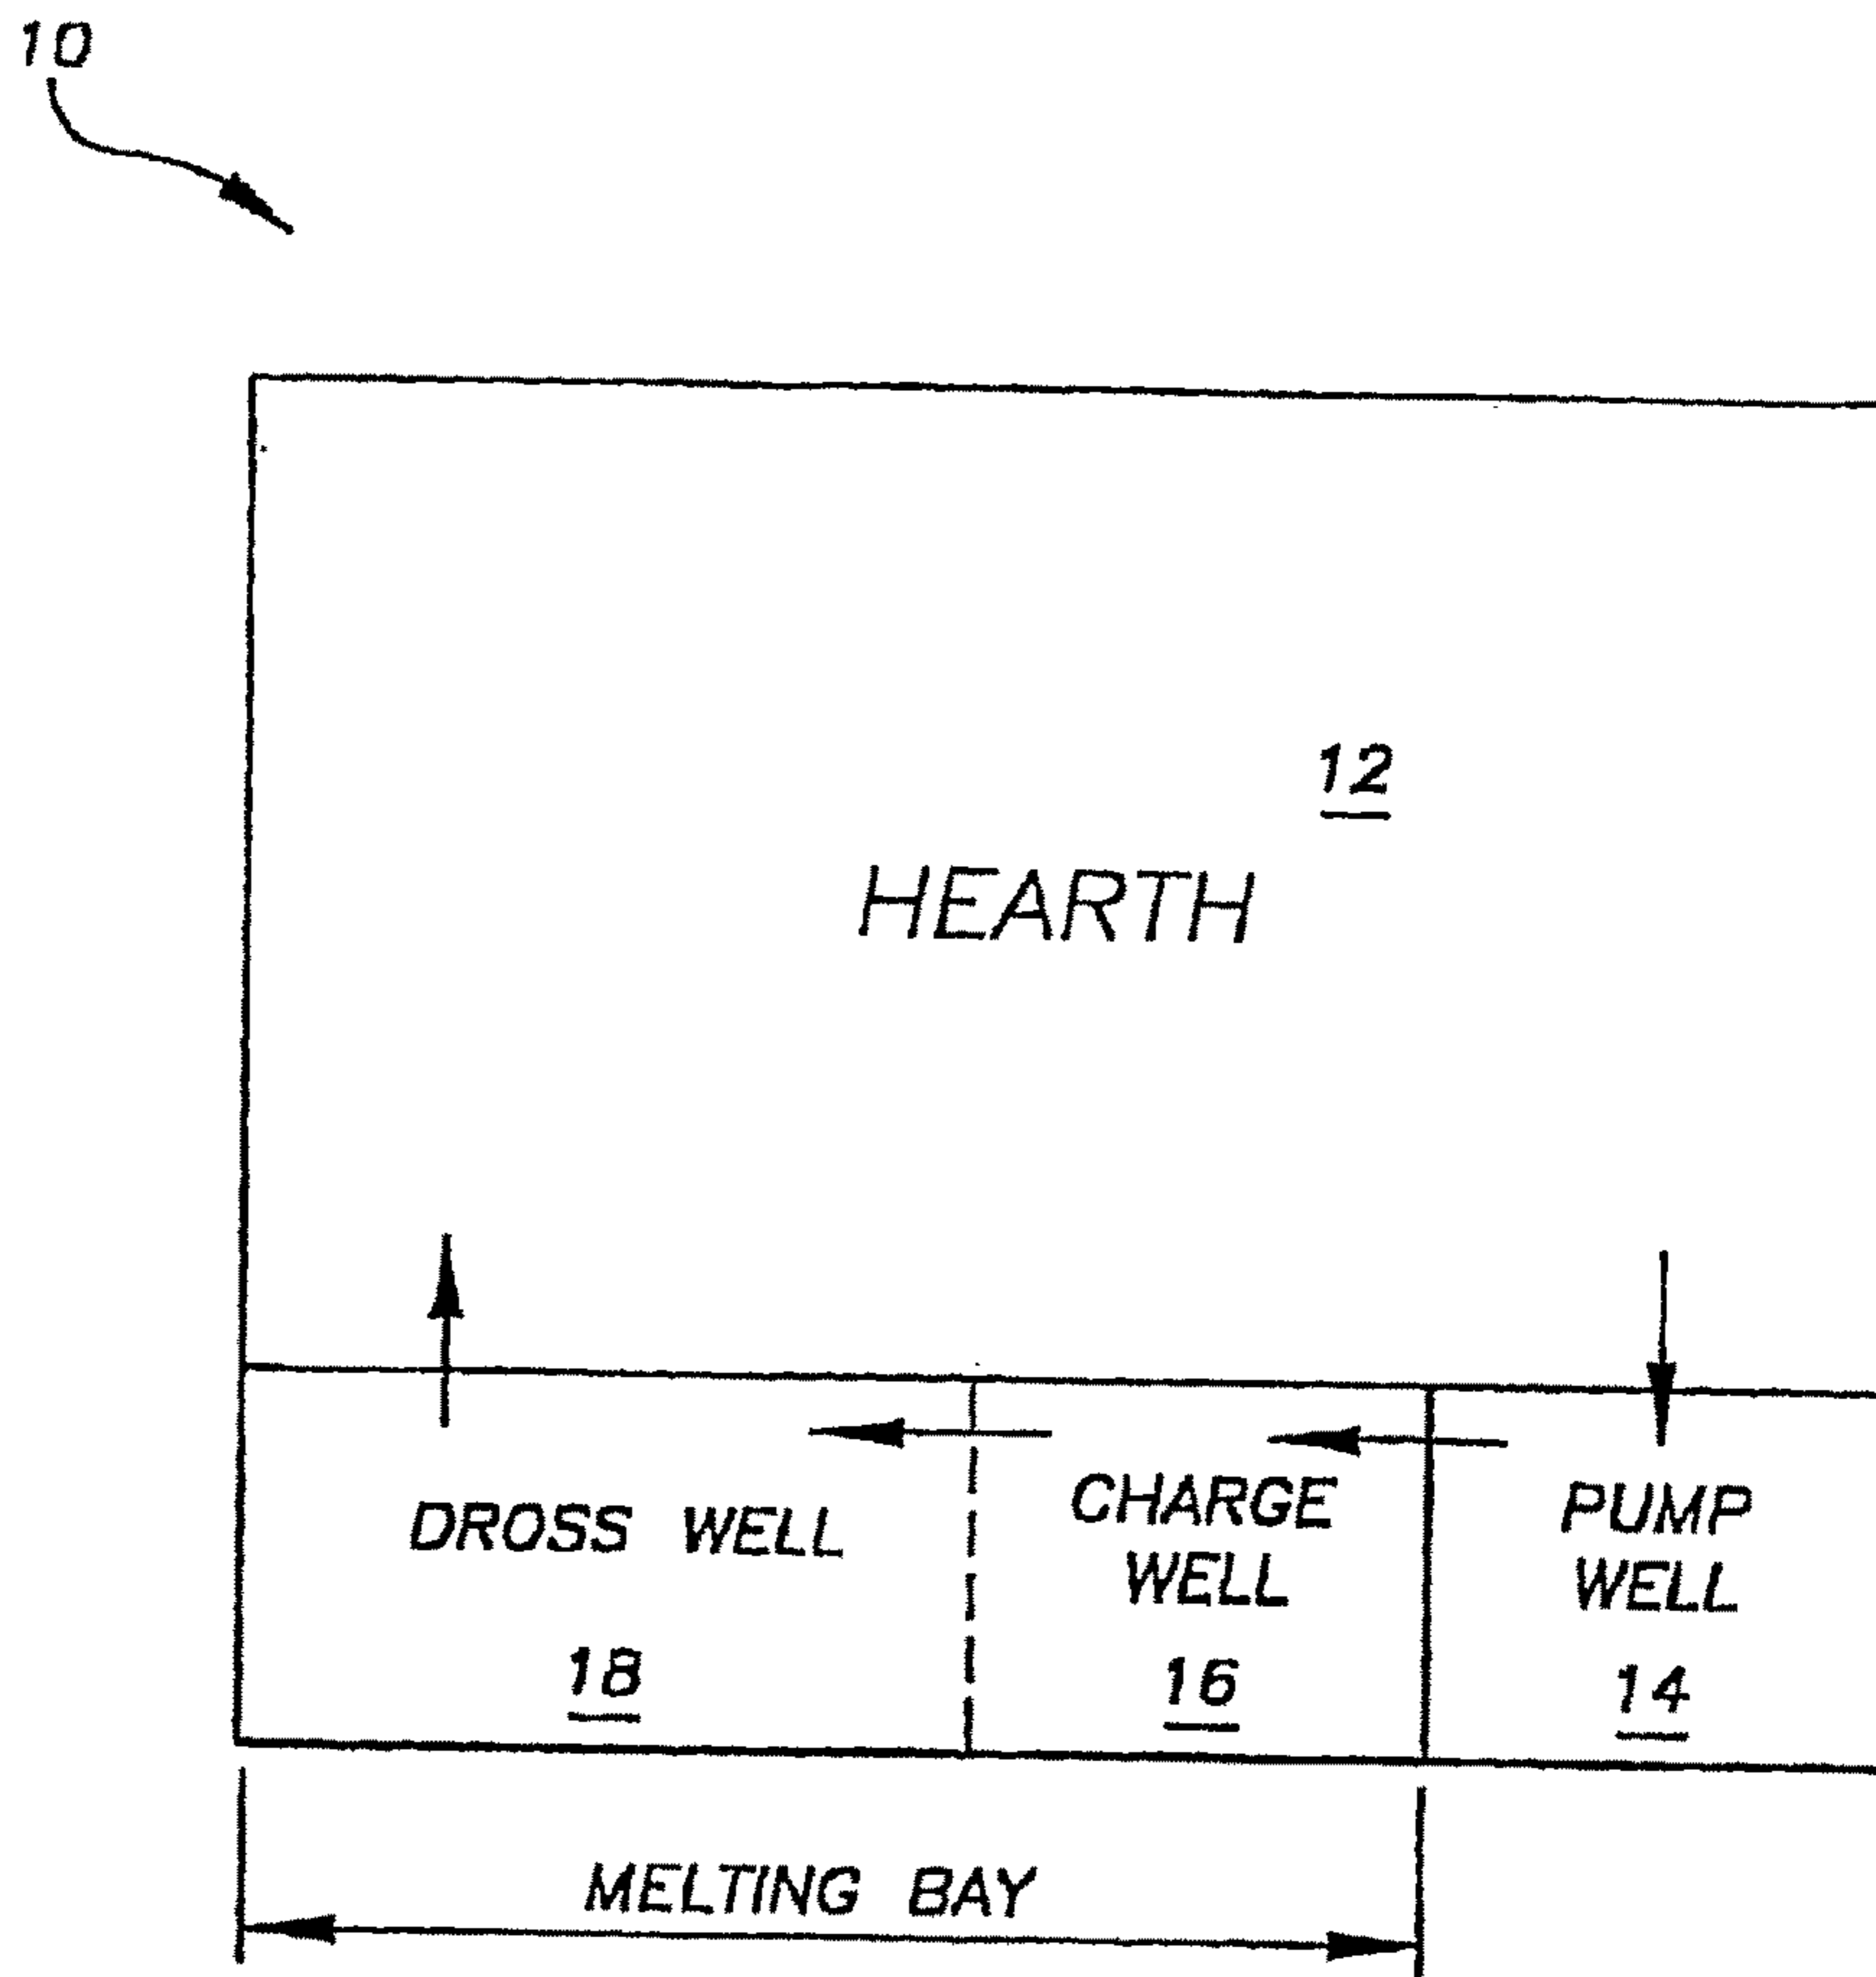 10
12
HEARTH
DROSS WELL
18
CHARGE
WELL
16
PUMP
WELL
14
MELTING BAY